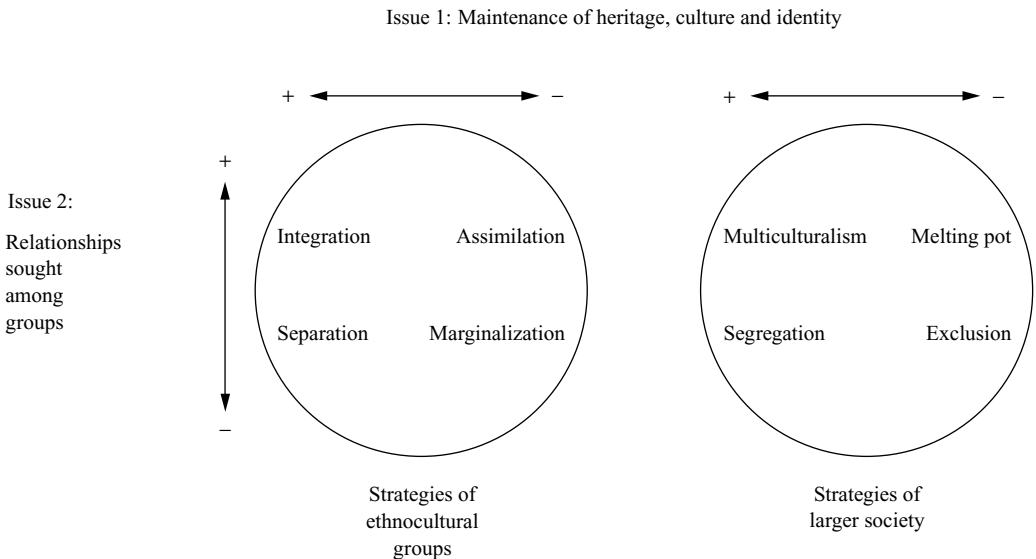 Issue 1: Maintenance of heritage, culture and identity
+ −
+ −
+
Issue 2:
Relationships
sought
among
groups
−
Integration Assimilation
Separation Marginalization
Multiculturalism Melting pot
Segregation Exclusion
Strategies of
ethnocultural
groups
Strategies of
larger society